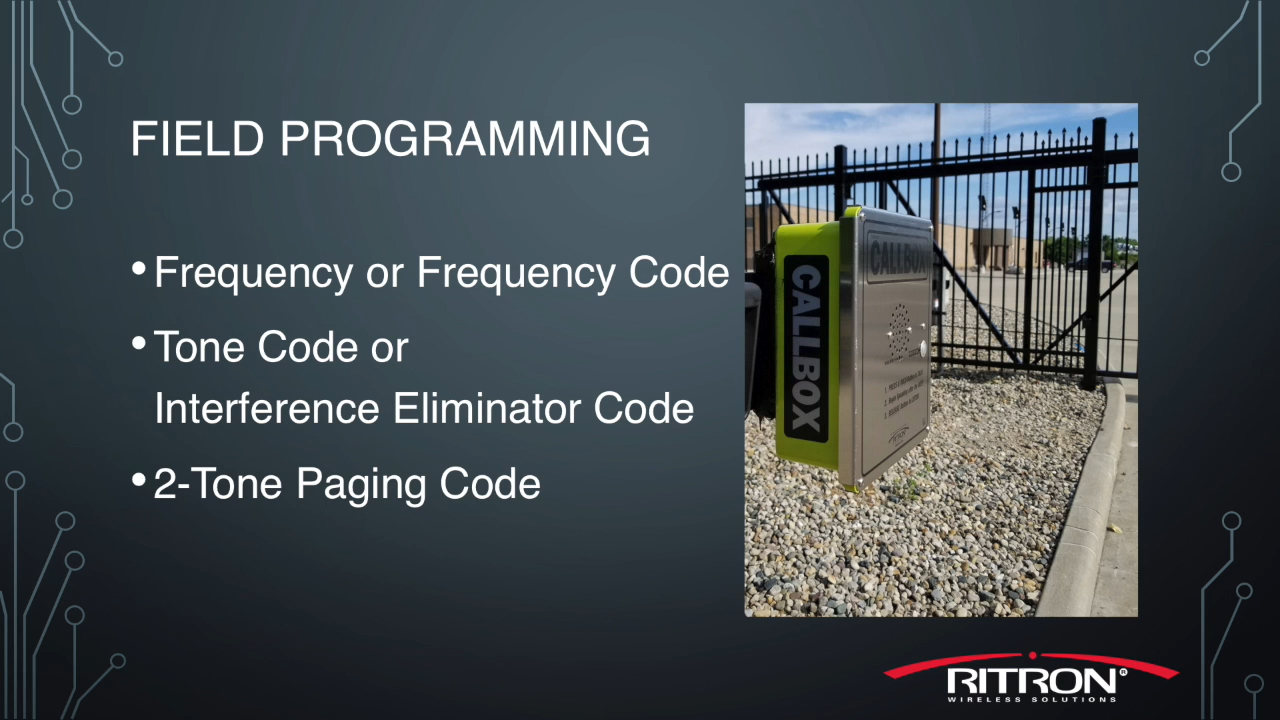 FIELD PROGRAMMING
•Frequency or Frequency Code
•Tone Code or
Interference Eliminator Code
•2-Tone Paging Code
CALLBOX
CALLBOX
RITRON®
WIRELESS SOLUTIONS